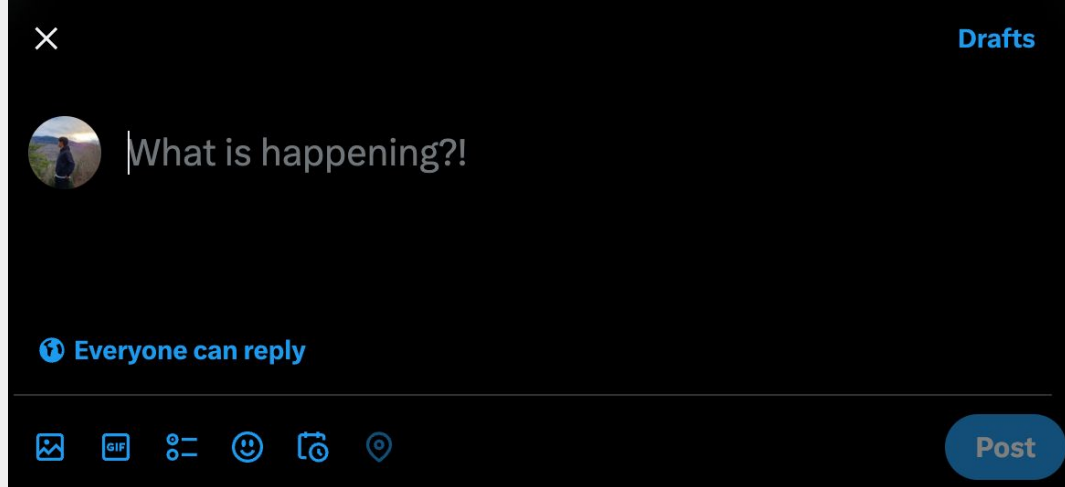 Drafts
What is happening?!
Everyone can reply
GIF
Post